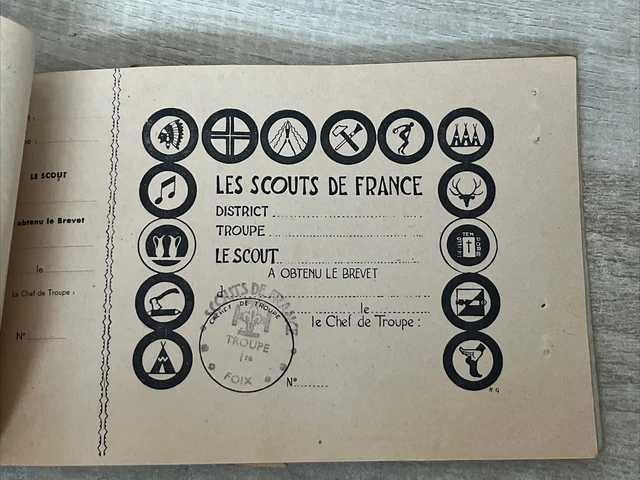 LE SCOUT
obtenu le Brevet
le
Le Chef de Troupe :
N°
LES SCOUTS DE FRANCE
DISTRICT
TROUPE
LE SCOUT
A OBTENU LE BREVET
d
le
le Chef de Troupe :
N°
SCOUTS DE FRANCE
CACHET DE TROUPE
TROUPE
FOIX
R.G